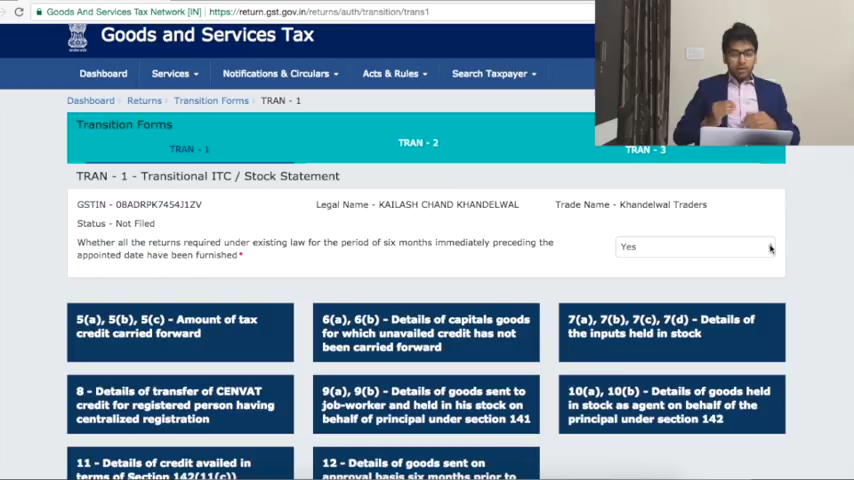 Goods And Services Tax Network [IN] https://return.gst.gov.in/returns/auth/transition/trans1
Goods and Services Tax
Dashboard Services Notifications & Circulars Acts & Rules Search Taxpayer
Dashboard Returns Transition Forms TRAN - 1
Transition Forms
TRAN - 1 TRAN - 2 TRAN - 3
TRAN - 1 - Transitional ITC / Stock Statement
GSTIN - 08ADRPK7454J1ZV Legal Name - KAILASH CHAND KHANDELWAL Trade Name - Khandelwal Traders
Status - Not Filed
Whether all the returns required under existing law for the period of six months immediately preceding the
appointed date have been furnished*
Yes
5(a), 5(b), 5(c) - Amount of tax
credit carried forward
6(a), 6(b) - Details of capitals goods
for which unavailed credit has not
been carried forward
7(a), 7(b), 7(c), 7(d) - Details of
the inputs held in stock
8 - Details of transfer of CENVAT
credit for registered person having
centralized registration
9(a), 9(b) - Details of goods sent to
job-worker and held in his stock on
behalf of principal under section 141
10(a), 10(b) - Details of goods held
in stock as agent on behalf of the
principal under section 142
11 - Details of credit availed in
terms of Section 142(11(c))
12 - Details of goods sent on
approval basis six months prior to